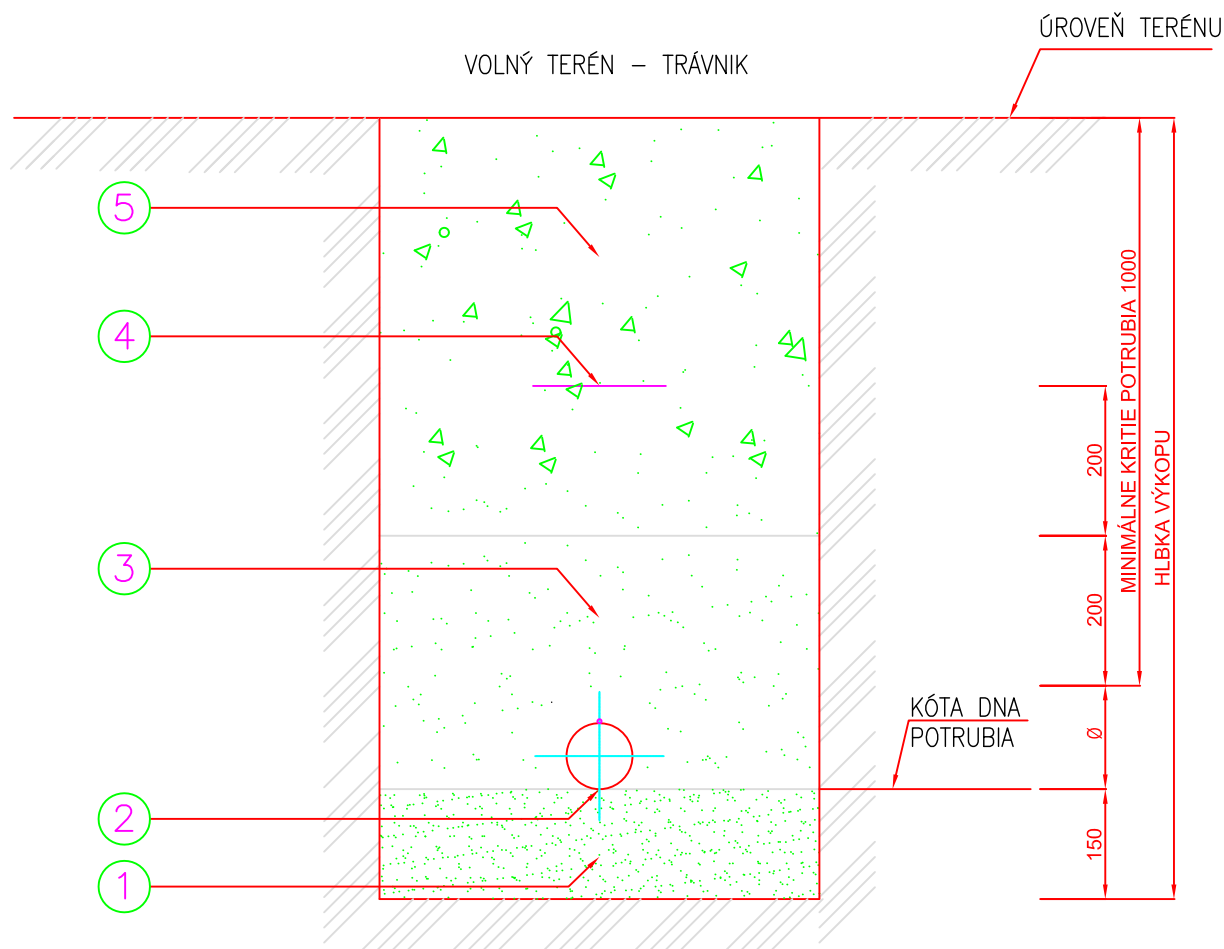 ÚROVEŇ TERÉNU
VOLNÝ TERÉN – TRÁVNIK
5
4
3
2
1
MINIMÁLNE KRITIE POTRUBIA 1000
HLBKA VÝKOPU
200
200
KÓTA DNA
POTRUBIA
Ø
150